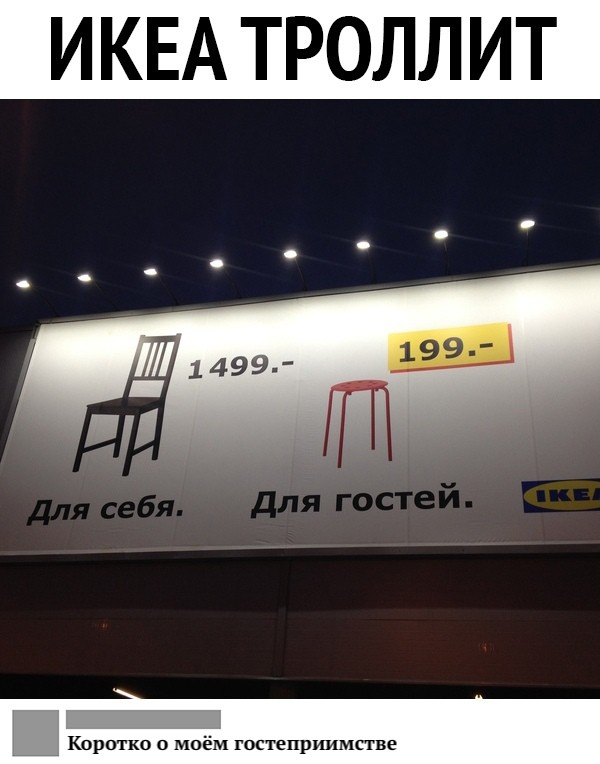 ИКЕА ТРОЛЛИТ
1499.-
199.-
Для себя.
Для гостей.
IKEA
Коротко о моём гостеприимстве